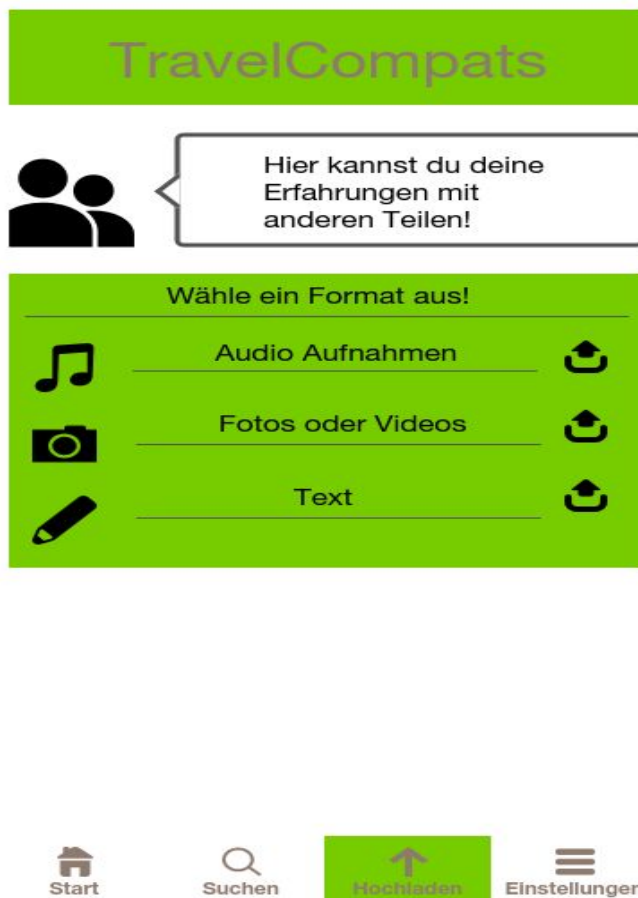 TravelCompats
Hier kannst du deine
Erfahrungen mit
anderen Teilen!
Wähle ein Format aus!
Audio Aufnahmen
Fotos oder Videos
Text
Start Suchen Hochladen Einstellungen